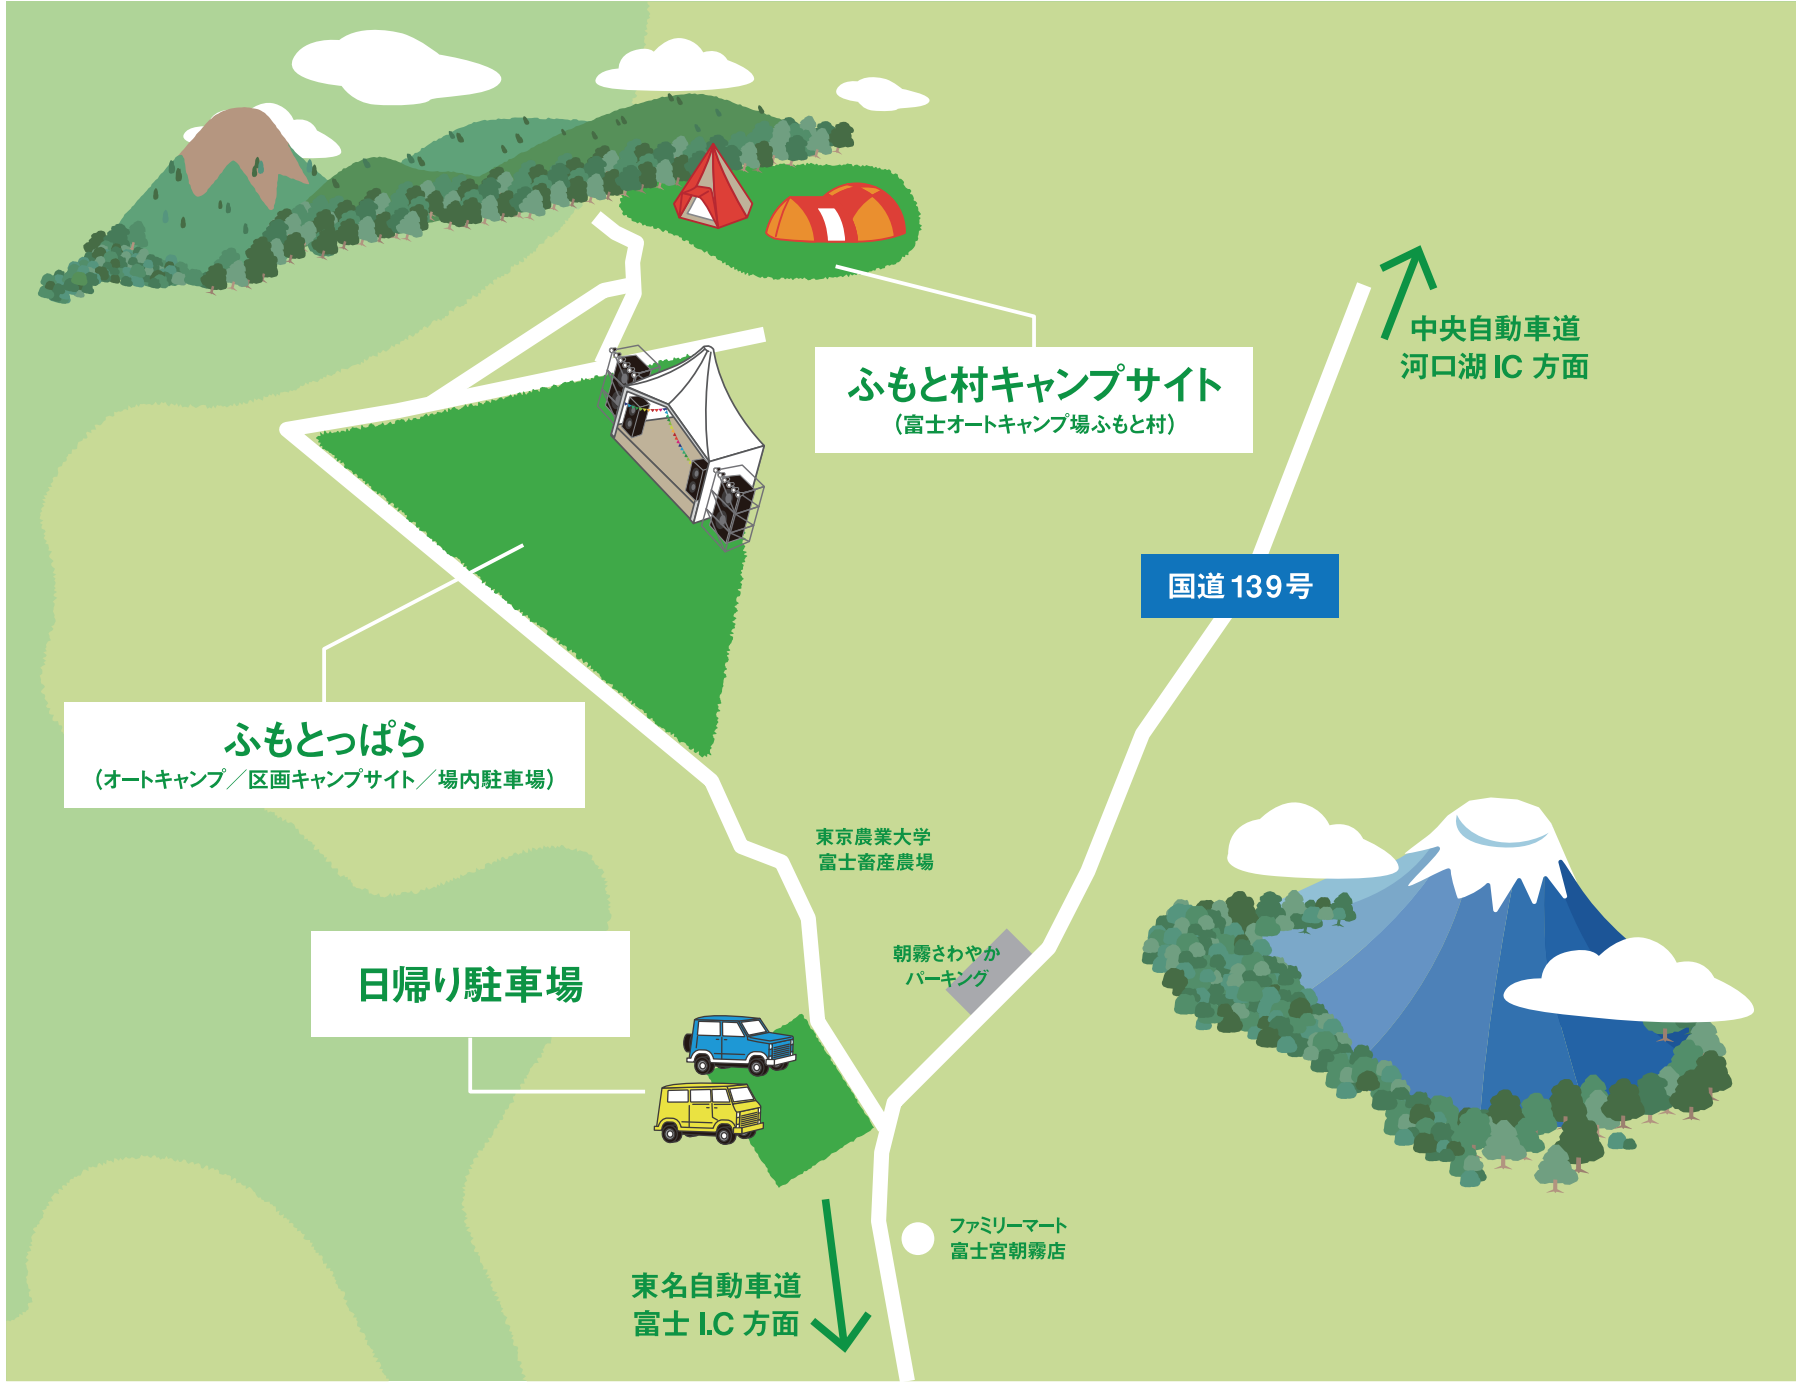 中央自動車道
河口湖 IC 方面
ふもと村キャンプサイト
（富士オートキャンプ場ふもと村）
国道139号
ふもとっぱら
（オートキャンプ／区画キャンプサイト／場内駐車場）
東京農業大学
富士畜産農場
朝霧さわやか
パーキング
日帰り駐車場
ファミリーマート
富士宮朝霧店
東名自動車道
富士 I.C 方面